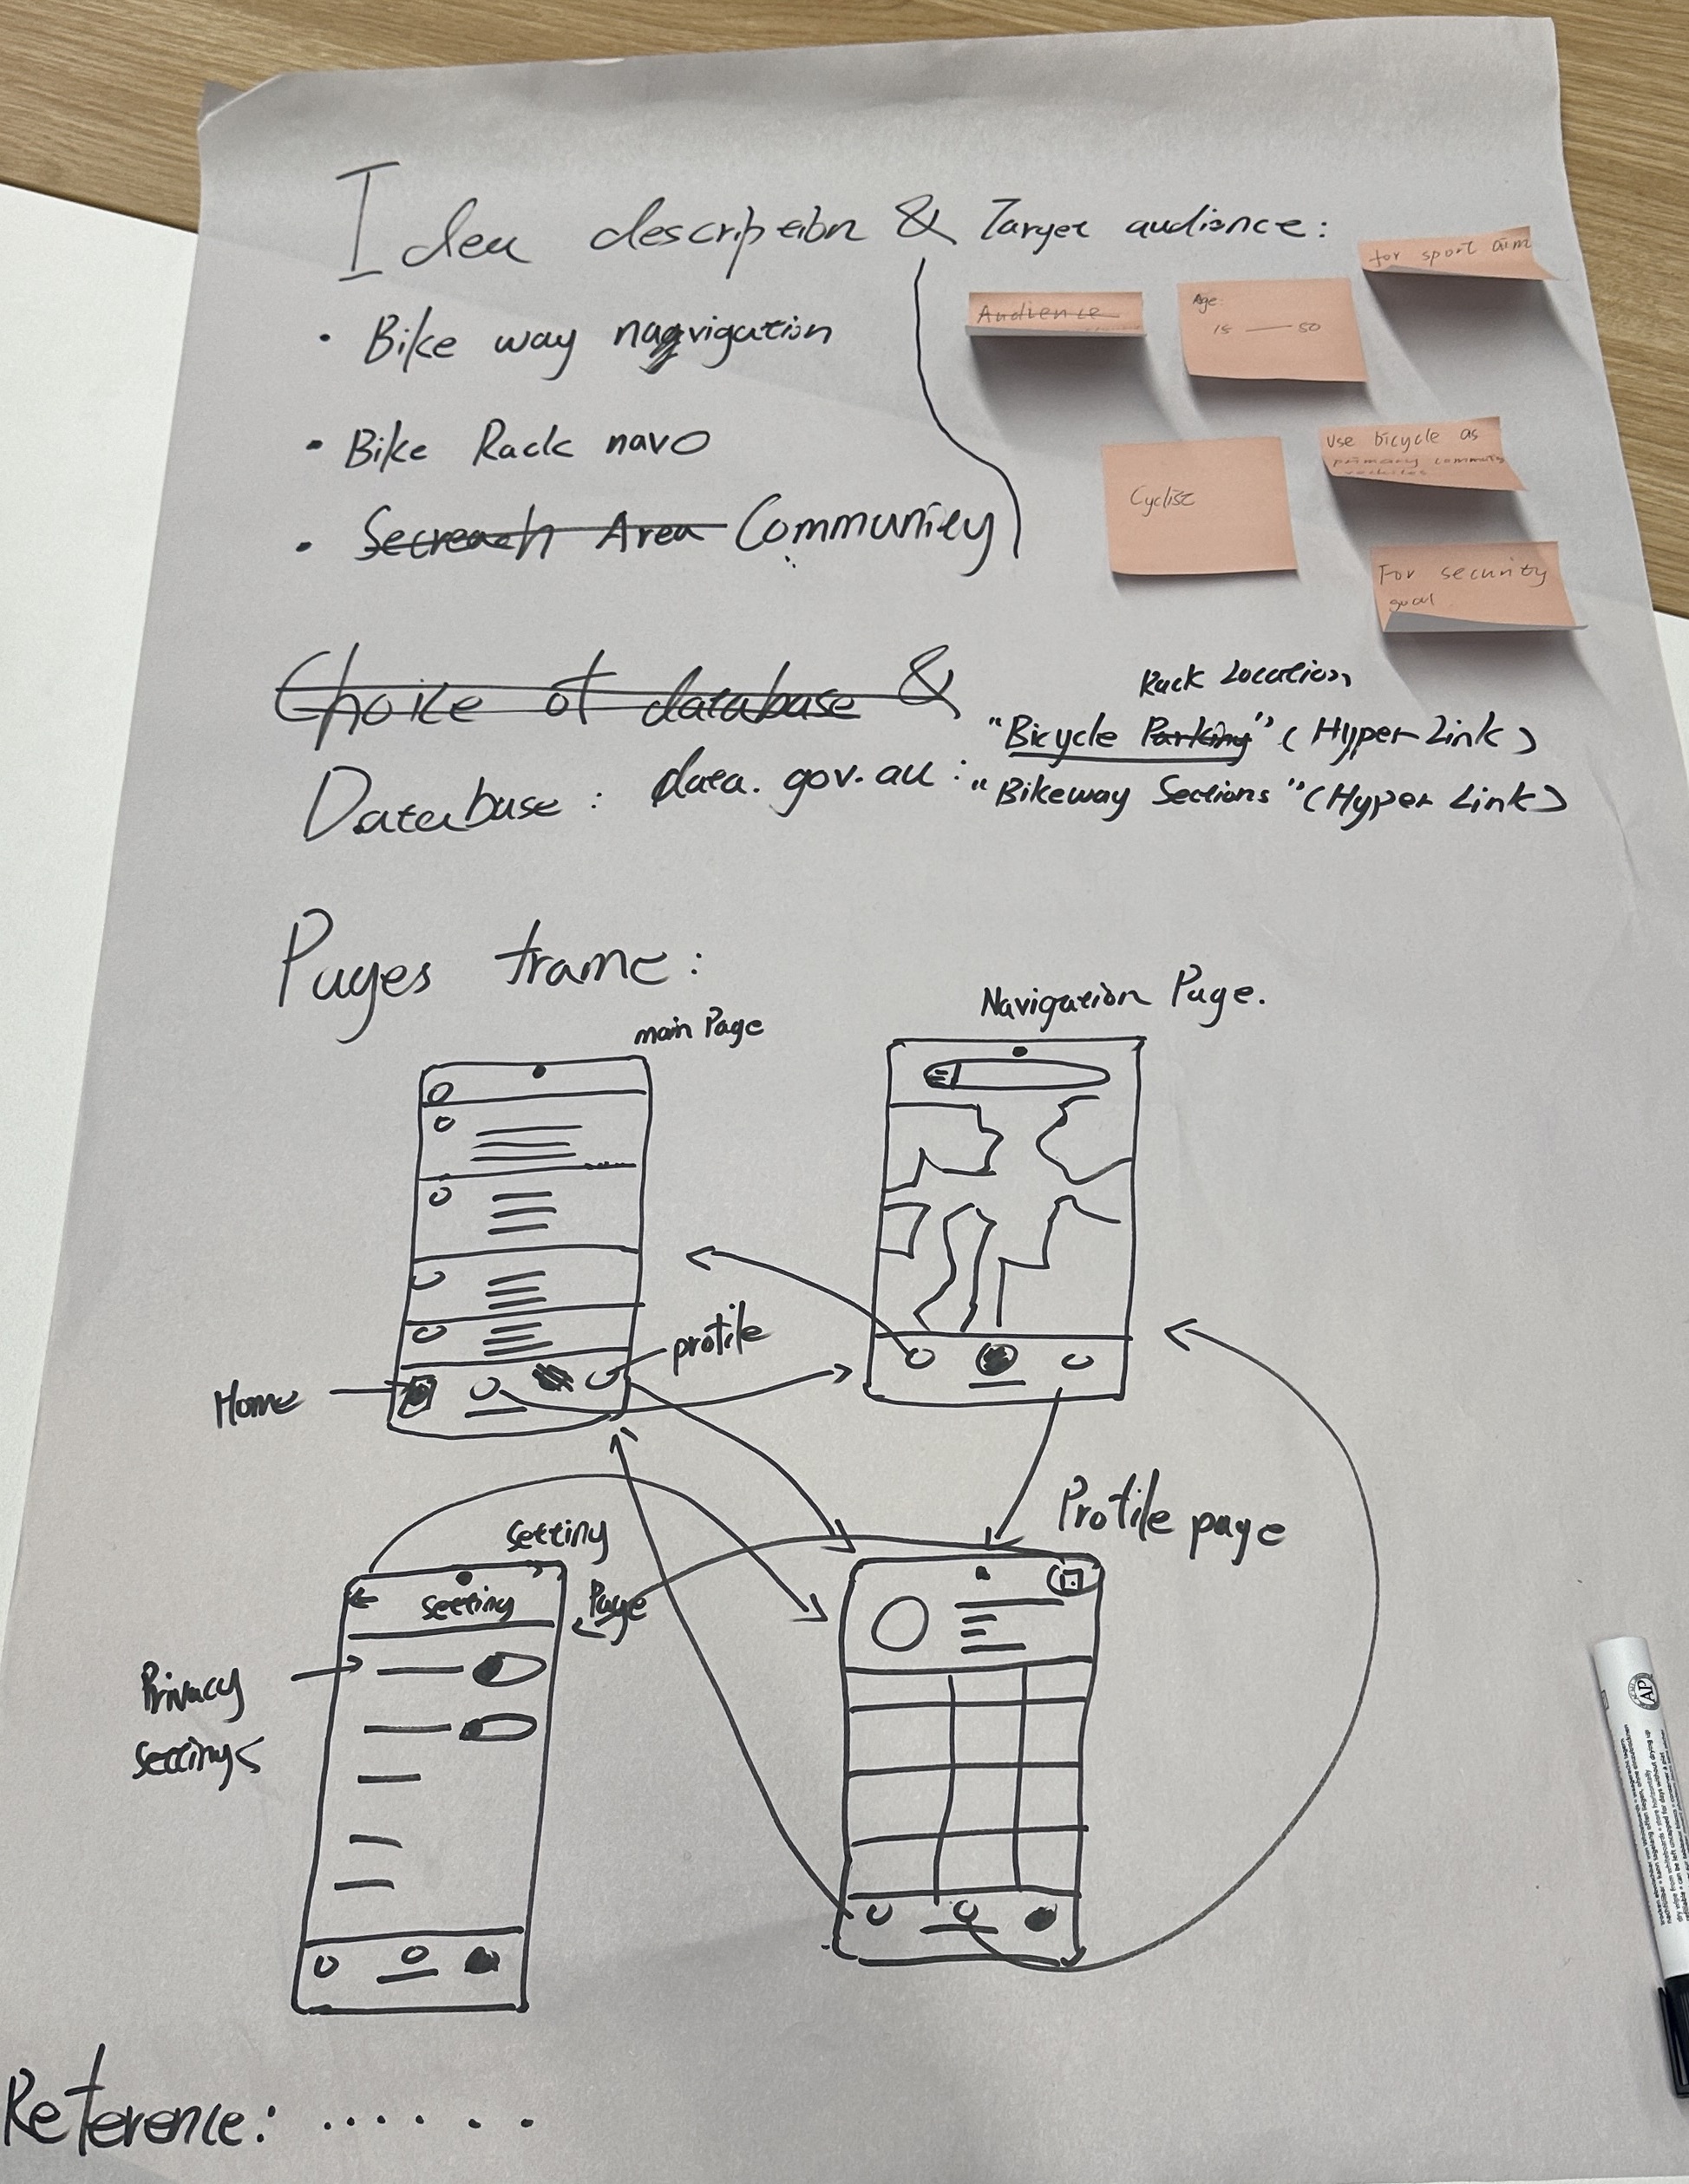 Idea description & Target audience:
for sport aim
Audience
Age:
15 — 50
• Bike way nagvigation
• Bike Rack navo
Cyclist
Use bicycle as
primary
For security
goal
• Secreach Area Community
Choice of database &
Rack Location
"Bicycle Parking" (Hyper Link)
Database: data.gov.au: "Bikeway Sections" (Hyper Link)
Pages frame:
main Page
Navigation Page.
profile
Home
Profile page
setting
Page
setting
Privacy
settings
Reference: ......
AP